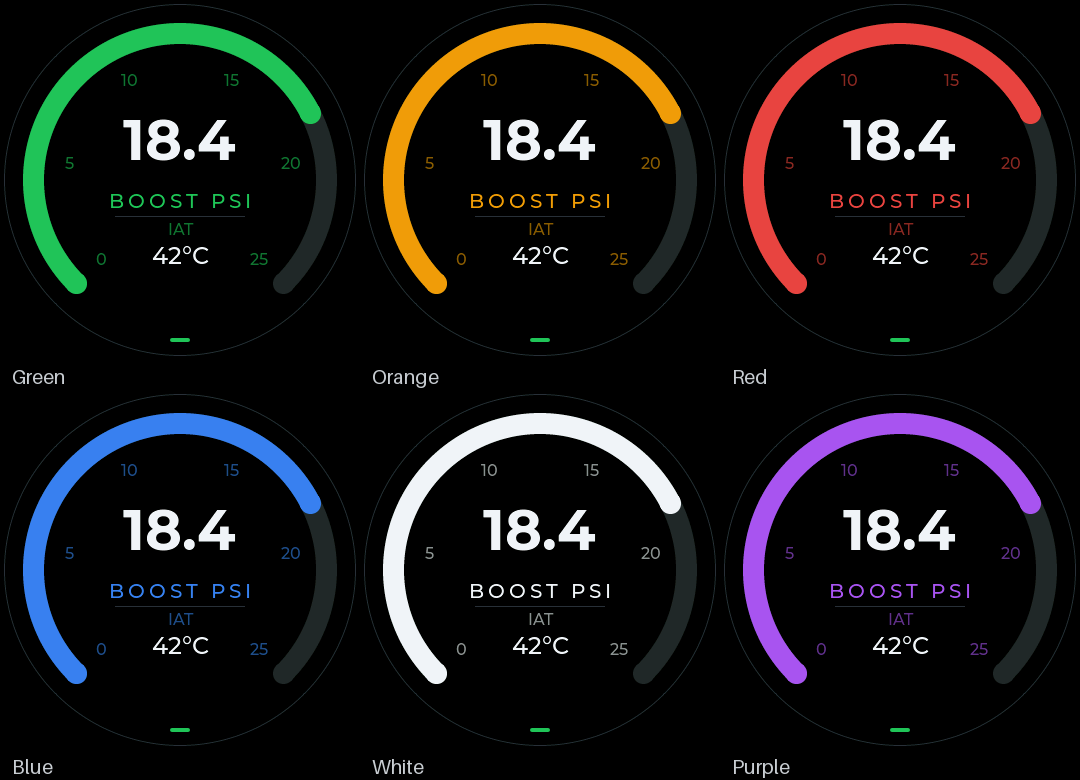 10 15
18.4
5 20
BOOST PSI
IAT
42°C
0 25
Green
10 15
18.4
5 20
BOOST PSI
IAT
42°C
0 25
Orange
10 15
18.4
5 20
BOOST PSI
IAT
42°C
0 25
Red
10 15
18.4
5 20
BOOST PSI
IAT
42°C
0 25
Blue
10 15
18.4
5 20
BOOST PSI
IAT
42°C
0 25
White
10 15
18.4
5 20
BOOST PSI
IAT
42°C
0 25
Purple